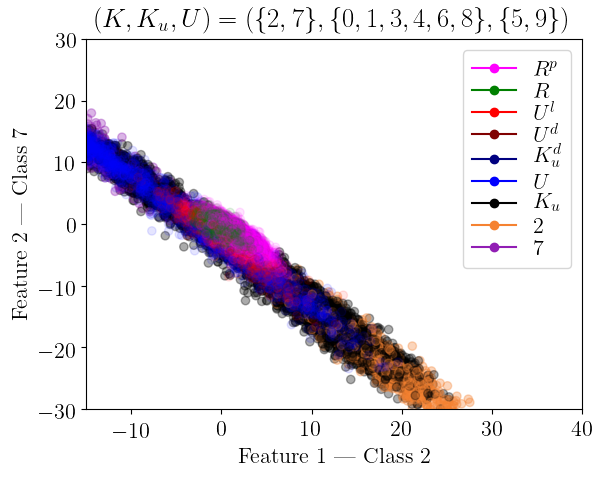 (K, K_u, U) = ({2, 7}, {0, 1, 3, 4, 6, 8}, {5, 9})
30
20
10
0
−10
−20
−30
Feature 2 — Class 7
R^p
R
U^l
U^d
K_u^d
U
K_u
2
7
−10
0
10
20
30
40
Feature 1 — Class 2